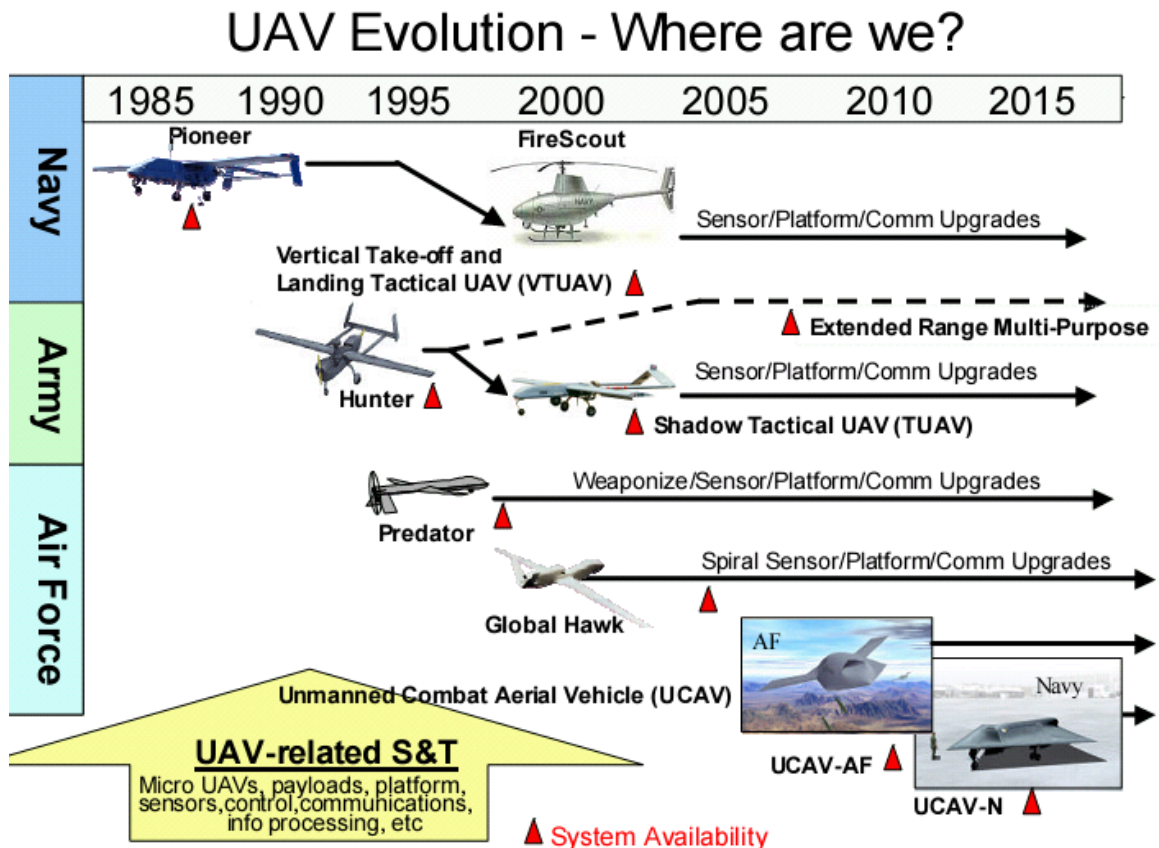 UAV Evolution - Where are we?
1985 1990 1995 2000 2005 2010 2015
Navy
Pioneer
FireScout
NAVY
Sensor/Platform/Comm Upgrades
Vertical Take-off and
Landing Tactical UAV (VTUAV)
Army
Extended Range Multi-Purpose
Hunter
Sensor/Platform/Comm Upgrades
Shadow Tactical UAV (TUAV)
Air Force
Weaponize/Sensor/Platform/Comm Upgrades
Predator
Spiral Sensor/Platform/Comm Upgrades
Global Hawk
AF
Unmanned Combat Aerial Vehicle (UCAV)
Navy
UCAV-AF
UCAV-N
UAV-related S&T
Micro UAVs, payloads, platform,
sensors,control,communications,
info processing, etc
System Availability